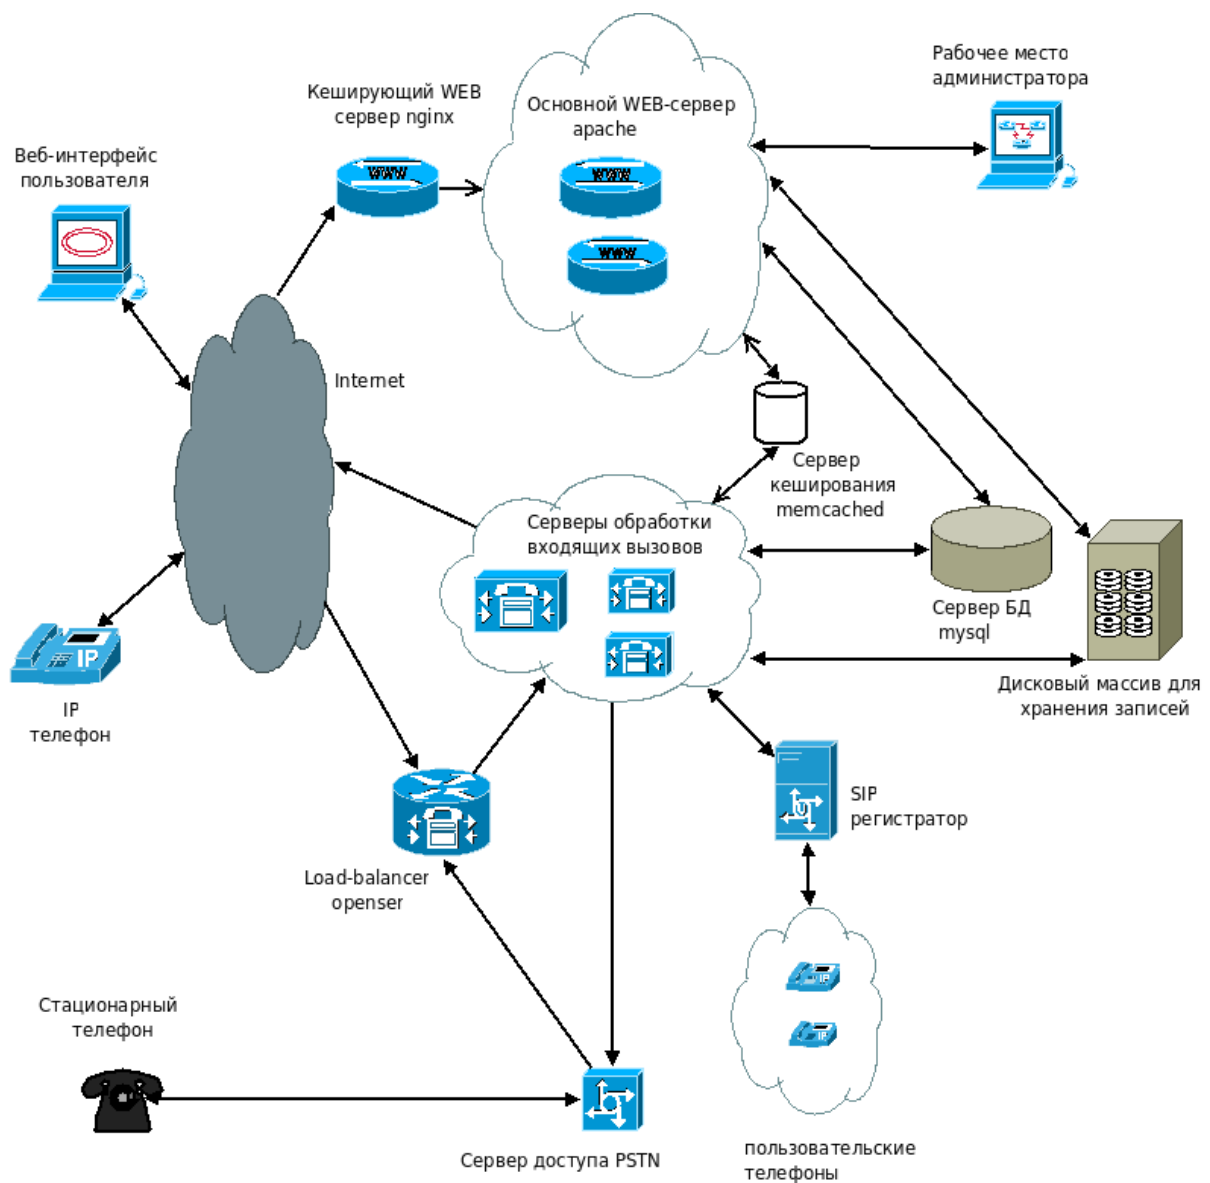 Рабочее место
администратора
Кеширующий WEB
сервер nginx
Основной WEB-сервер
apache
Веб-интерфейс
пользователя
www
www
www
Internet
Сервер
кеширования
memcached
Серверы обработки
входящих вызовов
Сервер БД
mysql
IP
IP
телефон
Дисковый массив для
хранения записей
SIP
регистратор
U
Load-balancer
openser
IP
IP
Стационарный
телефон
Сервер доступа PSTN
пользовательские
телефоны